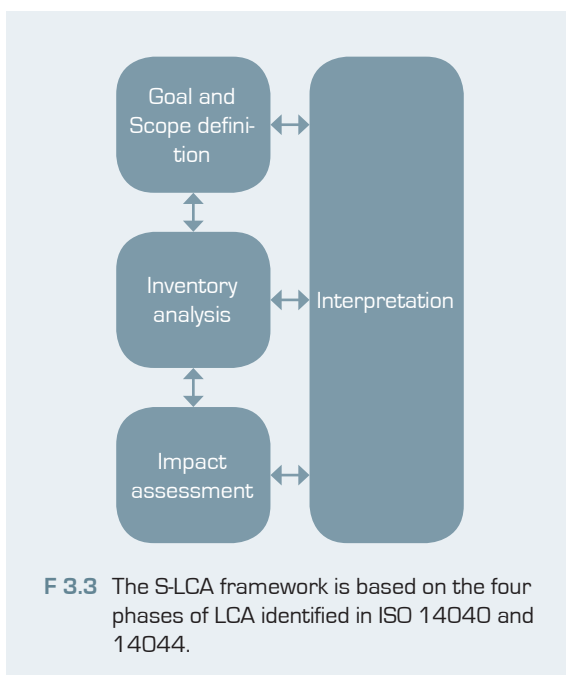 Goal and
Scope defini-
tion
Inventory
analysis
Interpretation
Impact
assessment
F 3.3 The S-LCA framework is based on the four
phases of LCA identified in ISO 14040 and
14044.